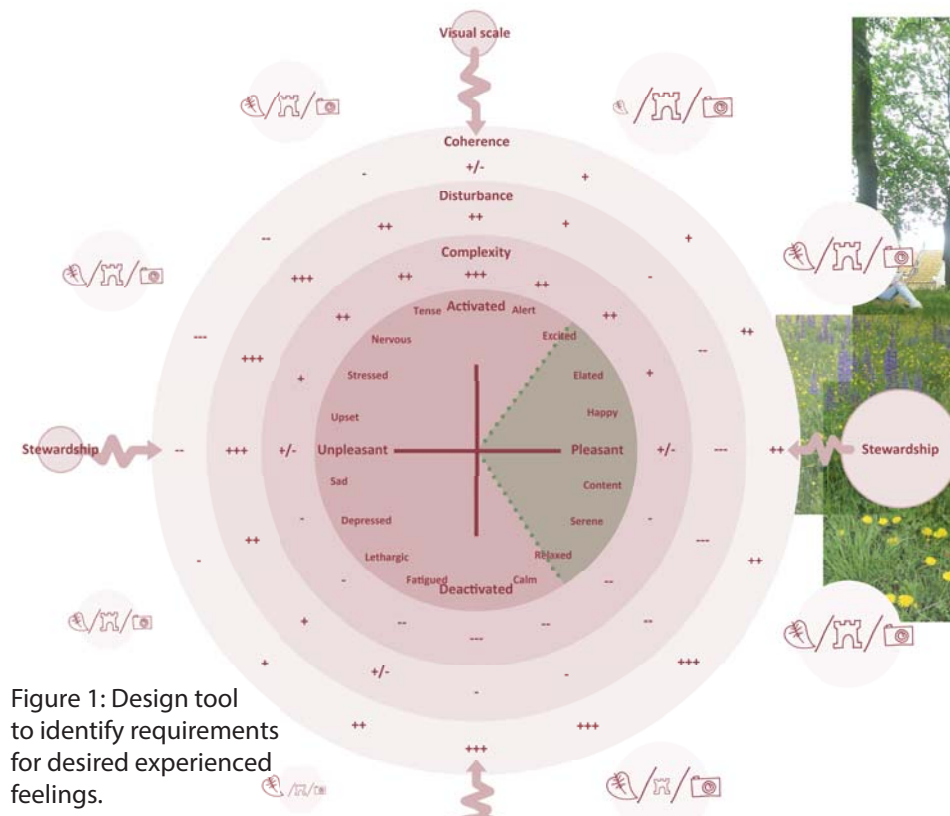 Visual scale
Coherence
- +/- +
Disturbance
++ ++ +
-- +
Complexity
+++ ++ +++ ++ -
Tense Activated Alert
++ ++
--- Nervous Excited ++
+++ --
+ Stressed Elated +
Upset Happy
Stewardship -- +++ +/- Unpleasant Pleasant +/- --- ++ Stewardship
Sad Content
- Depressed Serene -
++ ---
- Lethargic Relaxed ++
- Fatigued Calm --
Deactivated
+ -- -- --
---
+ +++
+/- -
-
++ +++
+++
Figure 1: Design tool
to identify requirements
for desired experienced
feelings.